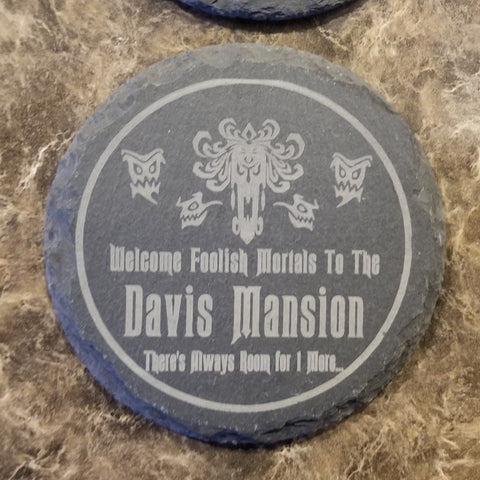 Welcome Foolish Mortals To The
Davis Mansion
There's Always Room for 1 More...